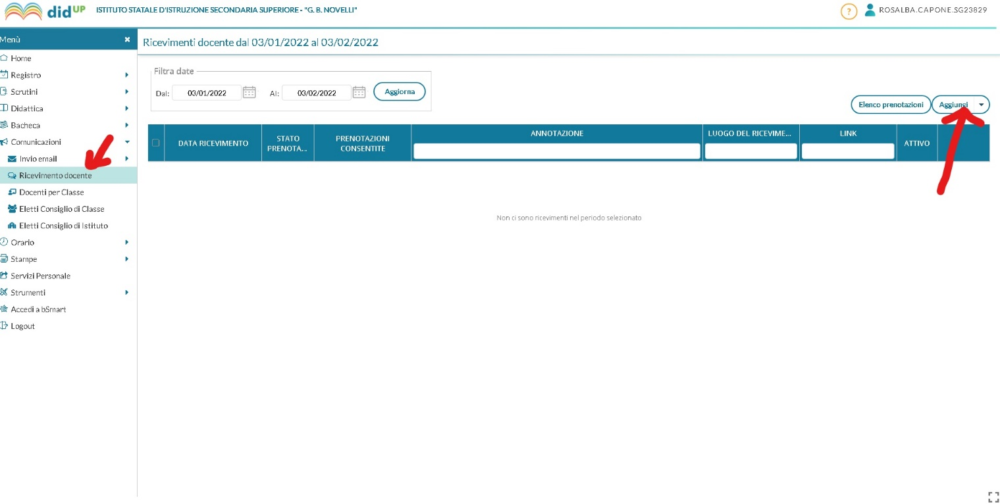 didUP ISTITUTO STATALE D'ISTRUZIONE SECONDARIA SUPERIORE - "G. B. NOVELLI" ? ROSALBA.CAPONE.SG23829
Menù
Home
Registro
Scrutini
Didattica
Bacheca
Comunicazioni
Invio email
Ricevimento docente
Docenti per Classe
Eletti Consiglio di Classe
Eletti Consiglio di Istituto
Orario
Stampe
Servizi Personale
Strumenti
Accedi a bSmart
Logout
Ricevimenti docente dal 03/01/2022 al 03/02/2022
Filtra date
Dal: 03/01/2022 Al: 03/02/2022 Aggiorna
Elenco prenotazioni Aggiungi
DATA RICEVIMENTO
STATO
PRENOTA...
PRENOTAZIONI
CONSENTITE
ANNOTAZIONE
LUOGO DEL RICEVIME...
LINK
ATTIVO
Non ci sono ricevimenti nel periodo selezionato